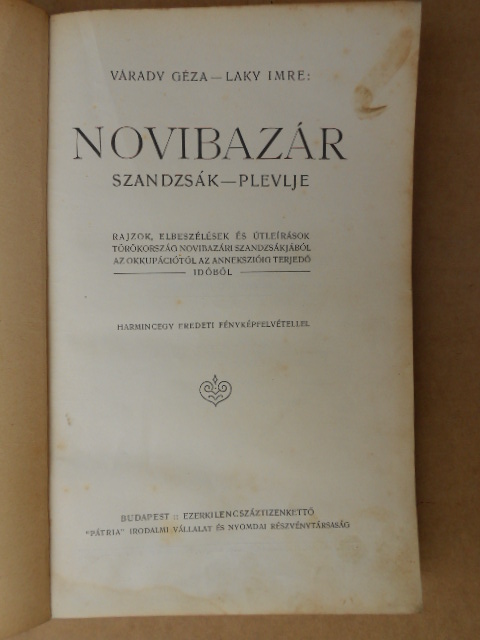 VÁRADY GÉZA — LAKY IMRE:
NOVIBAZÁR
SZANDZSÁK—PLEVLJE
RAJZOK, ELBESZÉLÉSEK ÉS ÚTLEÍRÁSOK
TÖRÖKORSZÁG NOVIBAZÁRI SZANDZSÁKJÁBÓL
AZ OKKUPÁCIÓTÓL AZ ANNEKSZIÓIG TERJEDŐ
IDŐBŐL
HARMINCEGY EREDETI FÉNYKÉPFELVÉTELLEL
BUDAPEST :: EZERKILENCSZÁZTIZENKETTŐ
"PÁTRIA" IRODALMI VÁLLALAT ÉS NYOMDAI RÉSZVÉNYTÁRSASÁG